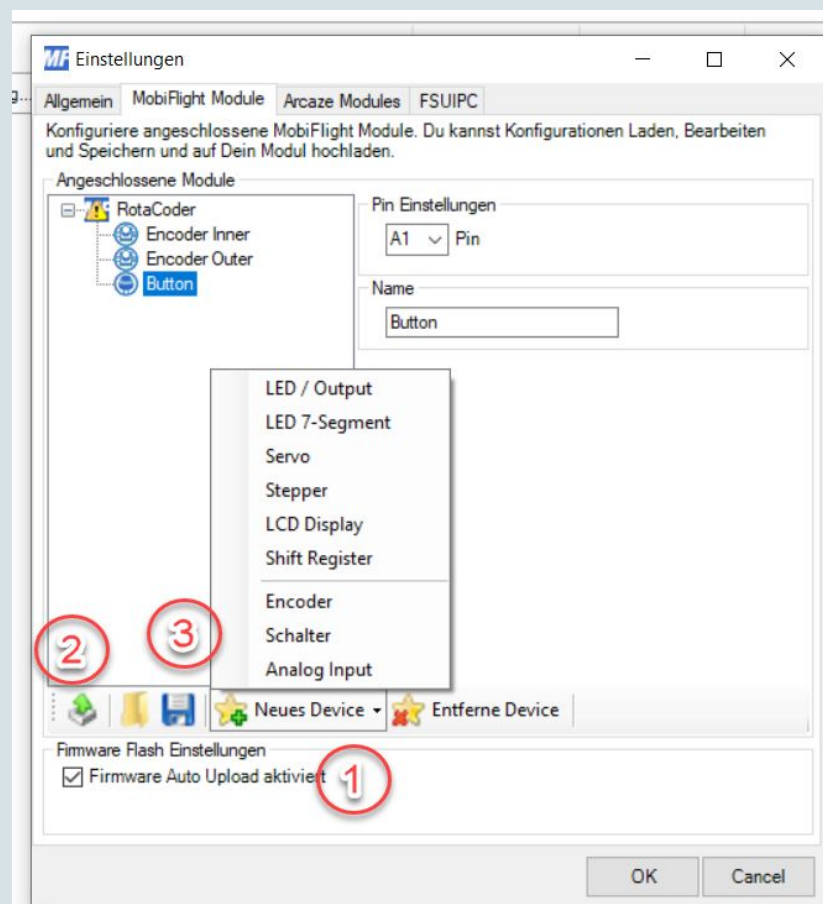 g...
MF Einstellungen
Allgemein MobiFlight Module Arcaze Modules FSUIPC
Konfiguriere angeschlossene MobiFlight Module. Du kannst Konfigurationen Laden, Bearbeiten
und Speichern und auf Dein Modul hochladen.
Angeschlossene Module
RotaCoder
Encoder Inner
Encoder Outer
Button
Pin Einstellungen
A1 Pin
Name
Button
LED / Output
LED 7-Segment
Servo
Stepper
LCD Display
Shift Register
Encoder
Schalter
Analog Input
2
3
Neues Device
Entferne Device
Firmware Flash Einstellungen
Firmware Auto Upload aktiviert
1
OK
Cancel